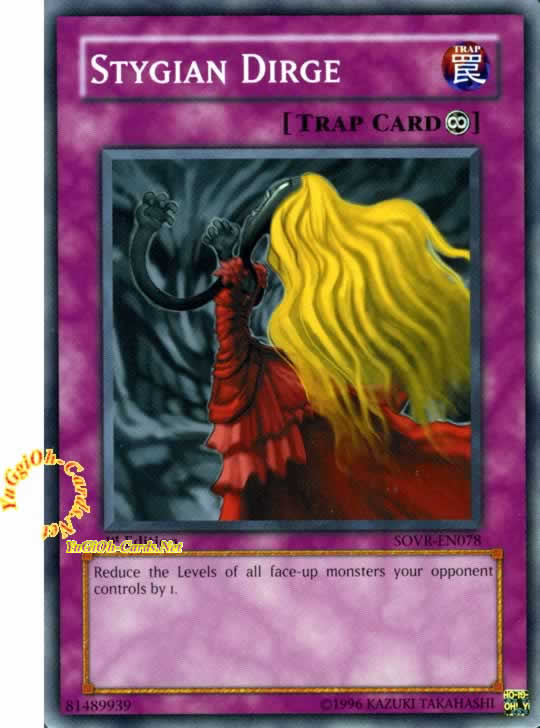 STYGIAN DIRGE
TRAP
罠
[TRAP CARD∞]
YuGgiOh-Cards.Net
YuGiOh-Cards.Net
SOVR-EN078
Reduce the Levels of all face-up monsters your opponent
controls by 1.
81489939
©1996 KAZUKI TAKAHASHI